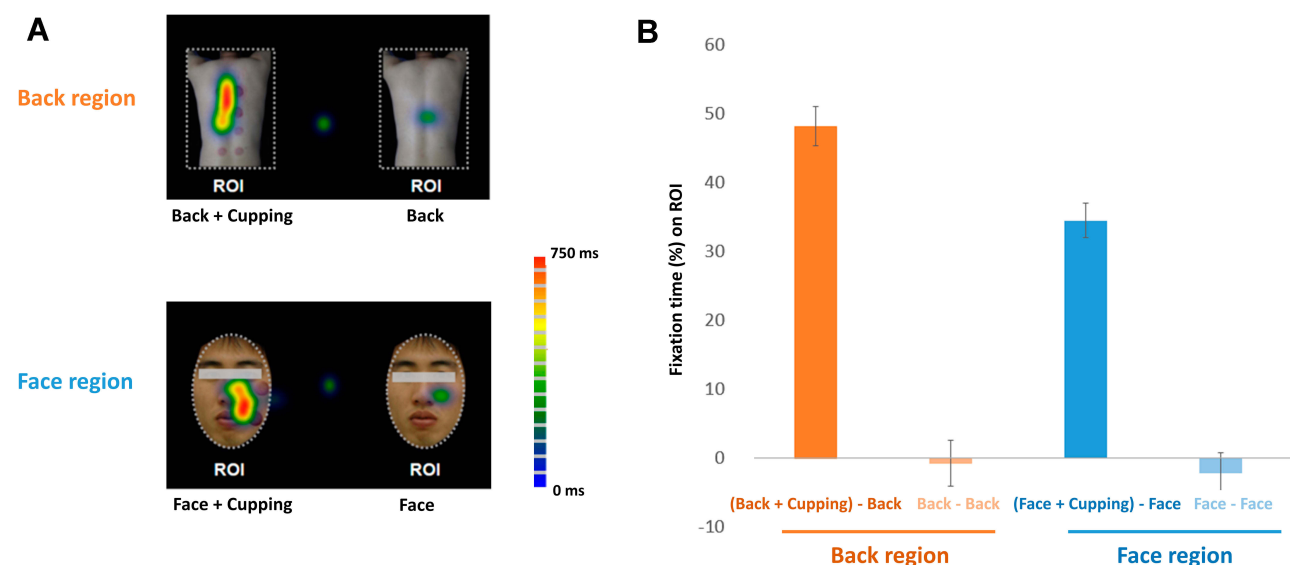 A
Back region
ROI
ROI
Back + Cupping
Back
750 ms
0 ms
Face region
ROI
ROI
Face + Cupping
Face
B
Fixation time (%) on ROI
60
50
40
30
20
10
0
-10
(Back + Cupping) - Back
Back - Back
(Face + Cupping) - Face
Face - Face
Back region
Face region